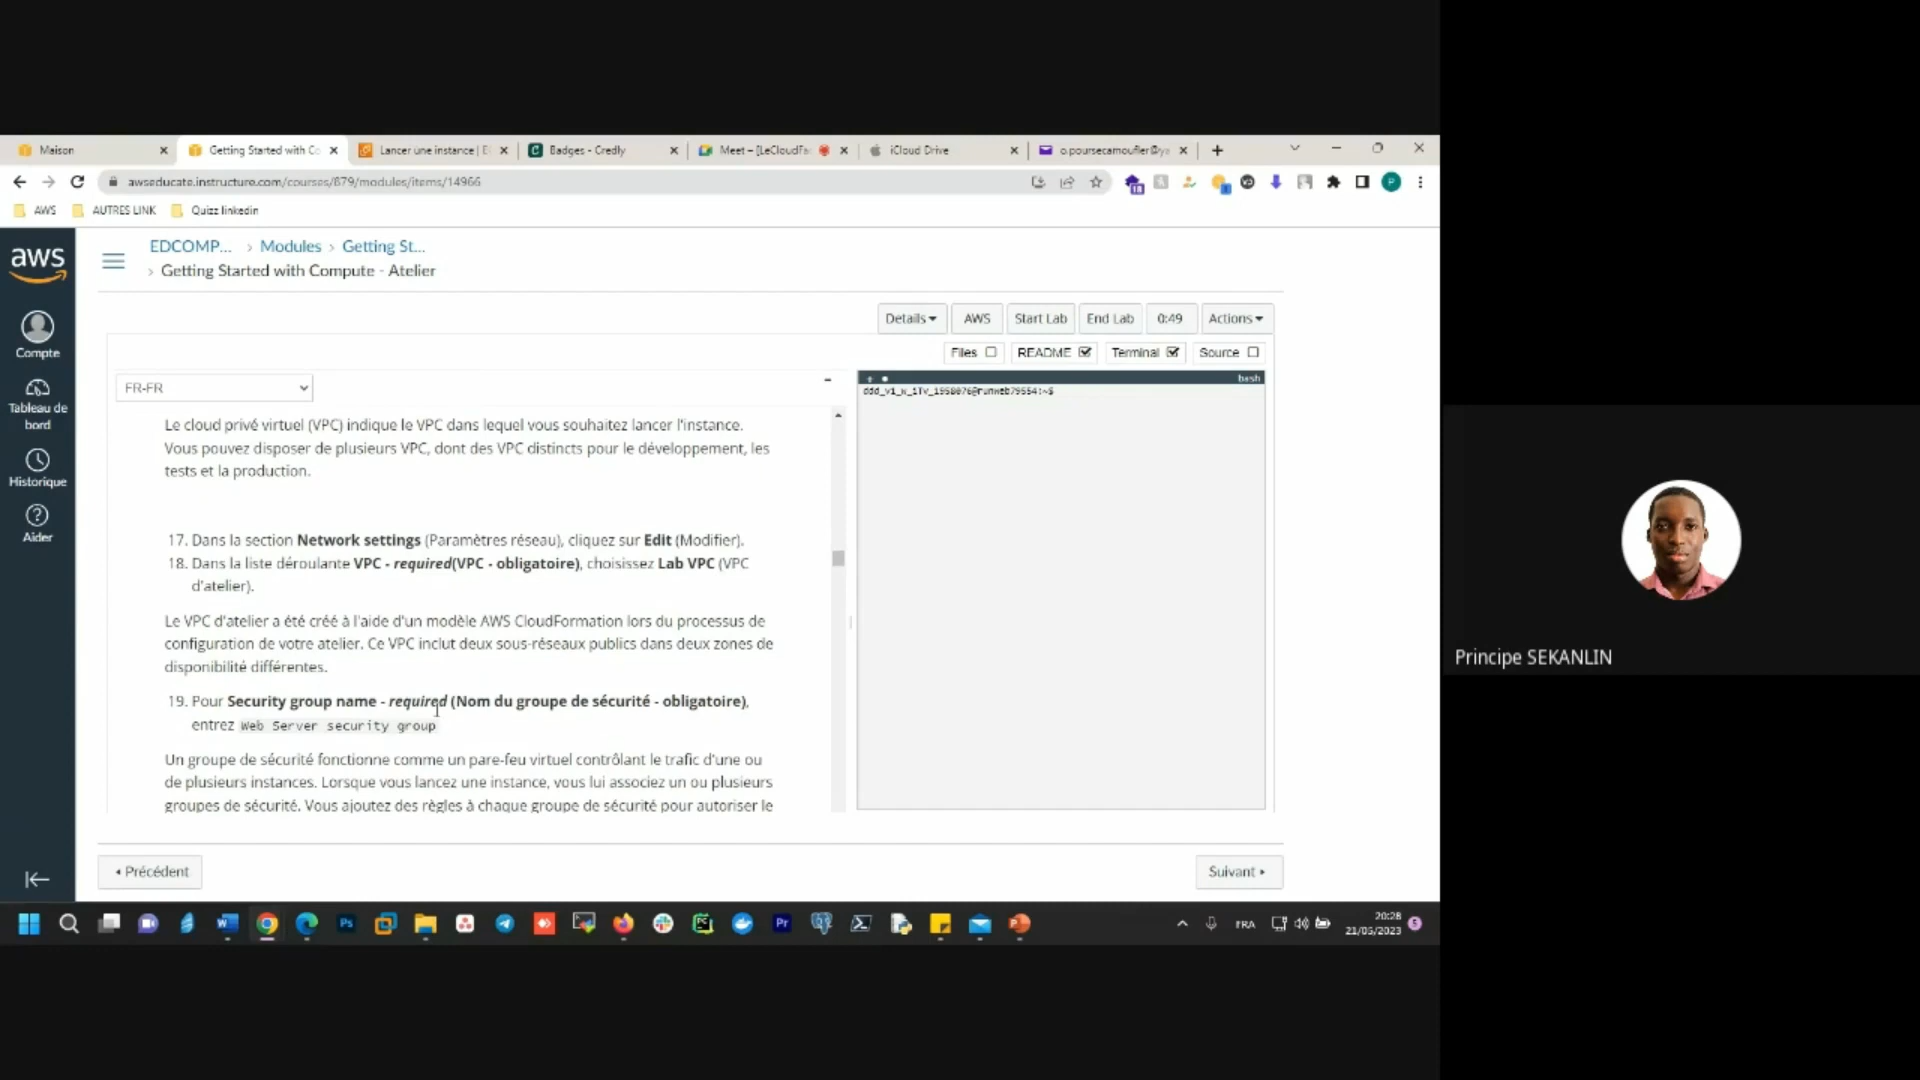 Maison
Getting Started with Co
Lancer une instance | E
Badges - Credly
Meet – [LeCloudFa
iCloud Drive
o.poursecamoufler@ya
awseducate.instructure.com/courses/879/modules/items/14966
AWS
AUTRES LINK
Quizz linkedin
aws
Compte
Tableau de
bord
Historique
Aider
EDCOMP... › Modules › Getting St...
› Getting Started with Compute - Atelier
Details
AWS
Start Lab
End Lab
0:49
Actions
Files
README
Terminal
Source
FR-FR
bash
Le cloud privé virtuel (VPC) indique le VPC dans lequel vous souhaitez lancer l'instance.
Vous pouvez disposer de plusieurs VPC, dont des VPC distincts pour le développement, les
tests et la production.
17. Dans la section Network settings (Paramètres réseau), cliquez sur Edit (Modifier).
18. Dans la liste déroulante VPC - required(VPC - obligatoire), choisissez Lab VPC (VPC
d'atelier).
Le VPC d'atelier a été créé à l'aide d'un modèle AWS CloudFormation lors du processus de
configuration de votre atelier. Ce VPC inclut deux sous-réseaux publics dans deux zones de
disponibilité différentes.
19. Pour Security group name - required (Nom du groupe de sécurité - obligatoire),
entrez Web Server security group
Un groupe de sécurité fonctionne comme un pare-feu virtuel contrôlant le trafic d'une ou
de plusieurs instances. Lorsque vous lancez une instance, vous lui associez un ou plusieurs
groupes de sécurité. Vous ajoutez des règles à chaque groupe de sécurité pour autoriser le
Précédent
Suivant
FRA
20:28
21/05/2023
5
Principe SEKANLIN